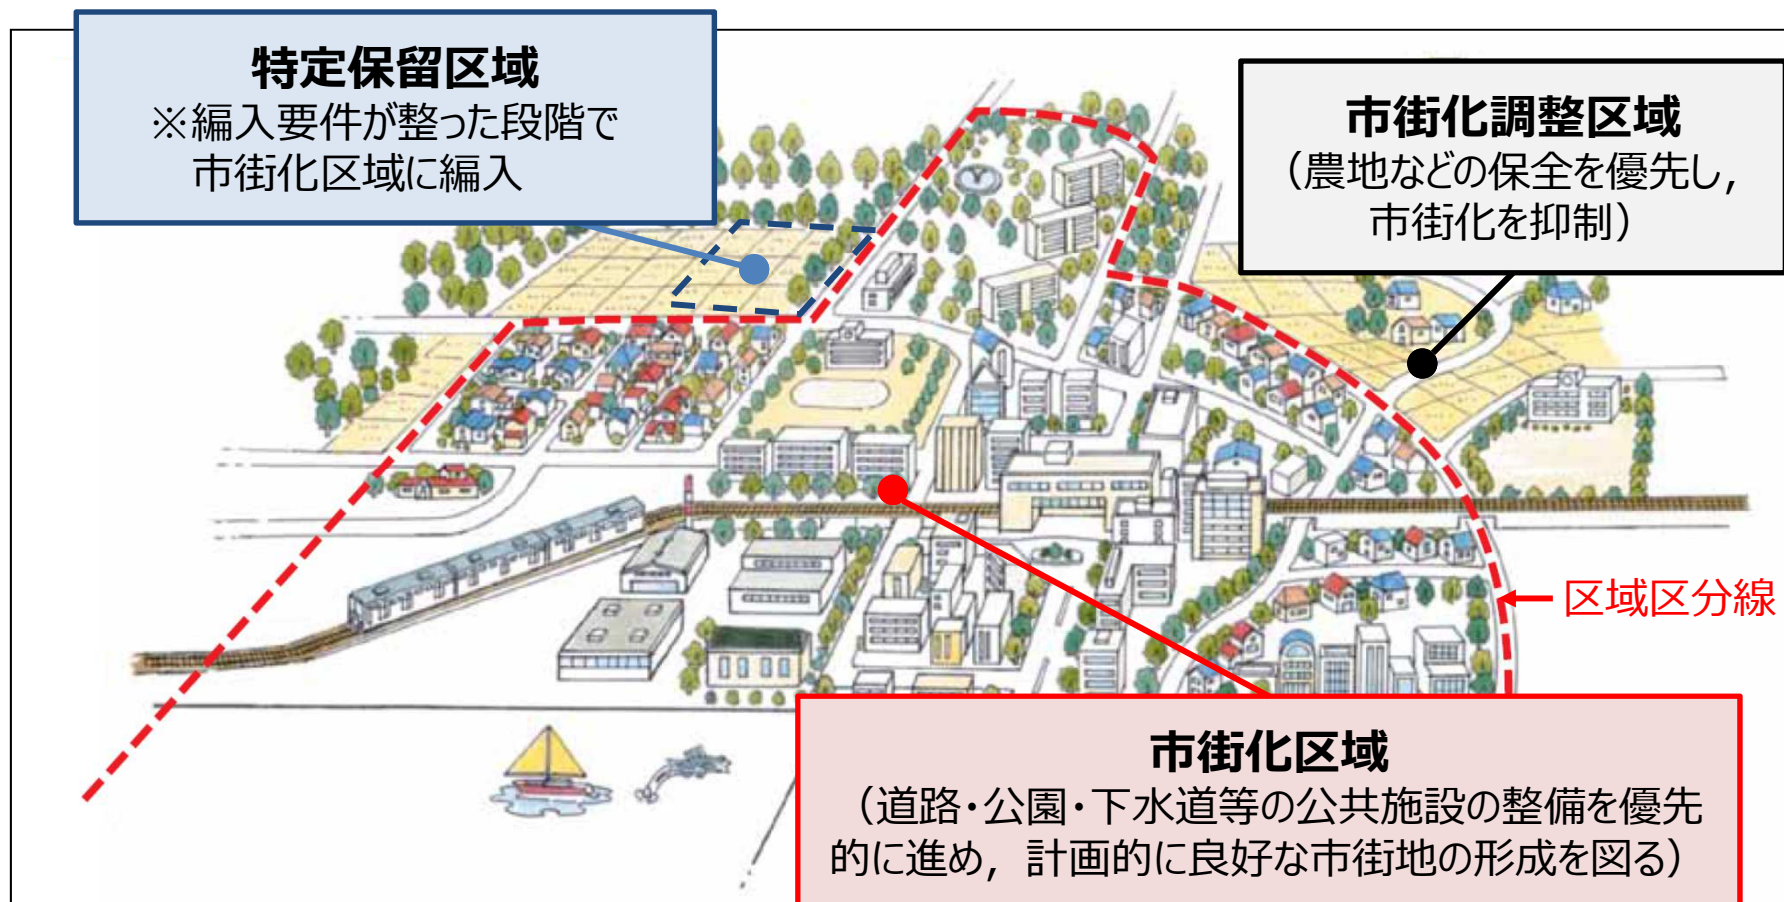 特定保留区域
※編入要件が整った段階で
市街化区域に編入
市街化調整区域
（農地などの保全を優先し，
市街化を抑制）
区域区分線
市街化区域
（道路・公園・下水道等の公共施設の整備を優先
的に進め，計画的に良好な市街地の形成を図る）